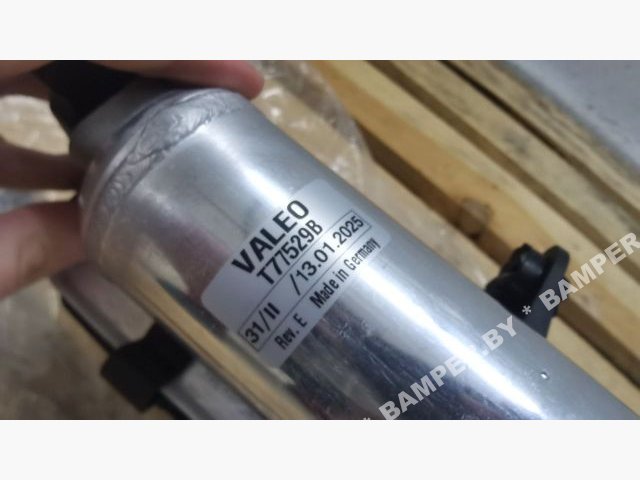 VALEO
T77529B
31/II /13.01.2025
Rev. E Made in Germany
* BAMPER.BY * BAMPER